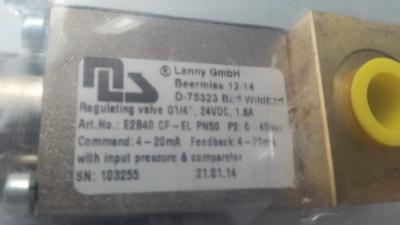 mls
® Lanny GmbH
Beermiss 12-14
D-75323 Bad Wildbad
Regulating valve G1/4", 24VDC, 1.8A
Art.No.: E2B40 CF-EL PN50 P2: 0-40bar
Command: 4-20mA Feedback: 4-20mA
with input pressure & comparator
SN: 103255 21.01.14